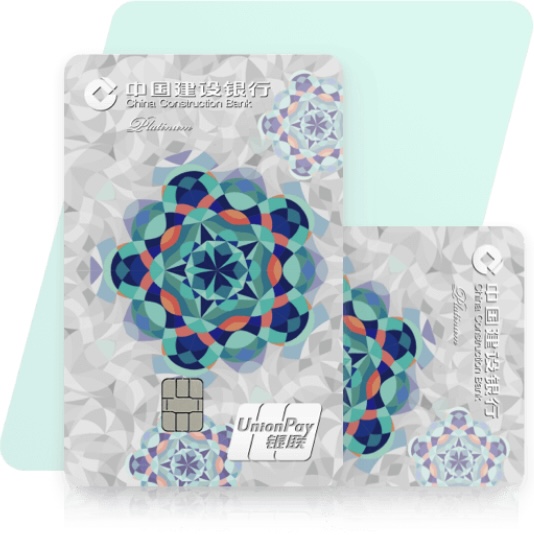 中国建设银行
China Construction Bank
Platinum
UnionPay
银联
中国建设银行
China Construction Bank
Platinum